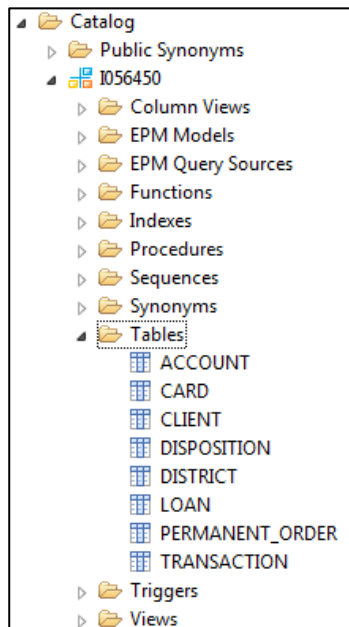 Catalog
Public Synonyms
I056450
Column Views
EPM Models
EPM Query Sources
Functions
Indexes
Procedures
Sequences
Synonyms
Tables
ACCOUNT
CARD
CLIENT
DISPOSITION
DISTRICT
LOAN
PERMANENT_ORDER
TRANSACTION
Triggers
Views